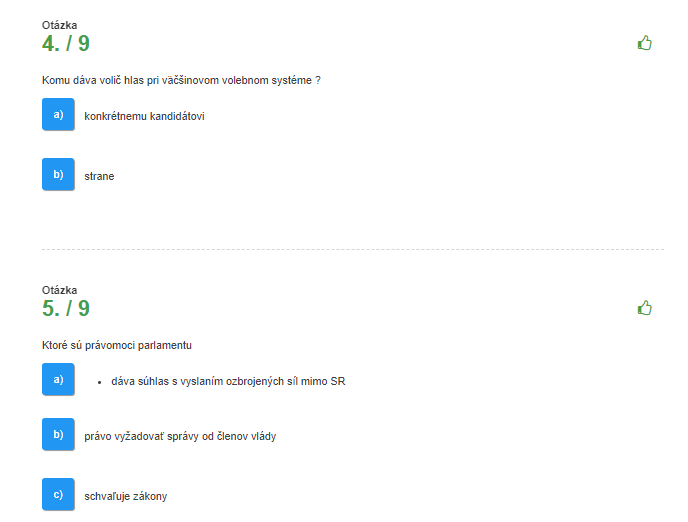 Otázka
4. / 9
Komu dáva volič hlas pri väčšinovom volebnom systéme ?
a) konkrétnemu kandidátovi
b) strane
Otázka
5. / 9
Ktoré sú právomoci parlamentu
a) • dáva súhlas s vyslaním ozbrojených síl mimo SR
b) právo vyžadovať správy od členov vlády
c) schvaľuje zákony